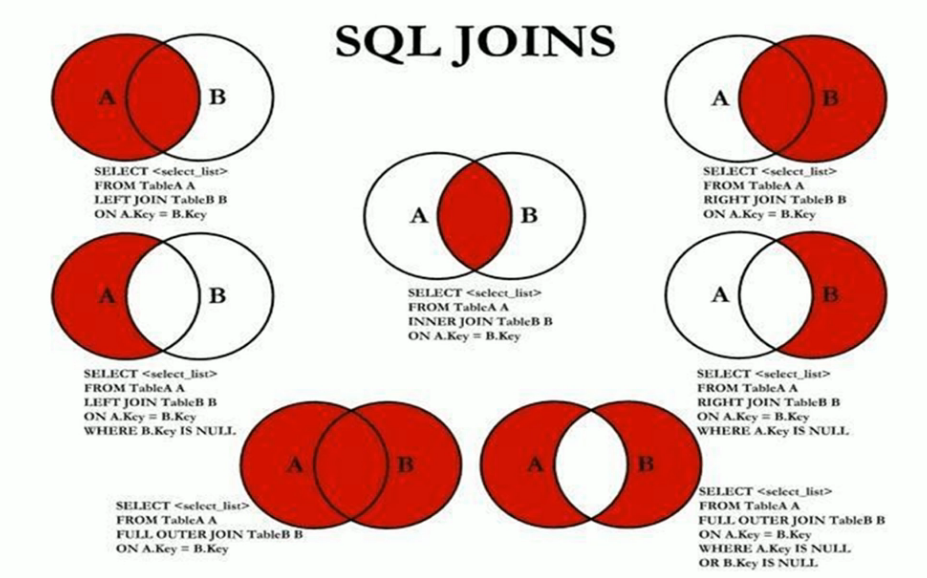 SQL JOINS
A B
SELECT <select_list>
FROM TableA A
LEFT JOIN TableB B
ON A.Key = B.Key
A B
SELECT <select_list>
FROM TableA A
RIGHT JOIN TableB B
ON A.Key = B.Key
A B
SELECT <select_list>
FROM TableA A
INNER JOIN TableB B
ON A.Key = B.Key
A B
SELECT <select_list>
FROM TableA A
LEFT JOIN TableB B
ON A.Key = B.Key
WHERE B.Key IS NULL
A B
SELECT <select_list>
FROM TableA A
RIGHT JOIN TableB B
ON A.Key = B.Key
WHERE A.Key IS NULL
A B
SELECT <select_list>
FROM TableA A
FULL OUTER JOIN TableB B
ON A.Key = B.Key
A B
SELECT <select_list>
FROM TableA A
FULL OUTER JOIN TableB B
ON A.Key = B.Key
WHERE A.Key IS NULL
OR B.Key IS NULL